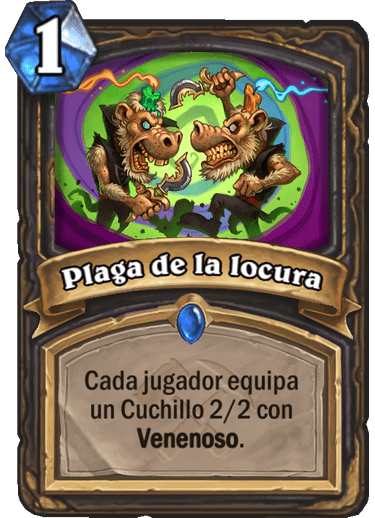 1
Plaga de la locura
Cada jugador equipa
un Cuchillo 2/2 con
Venenoso.